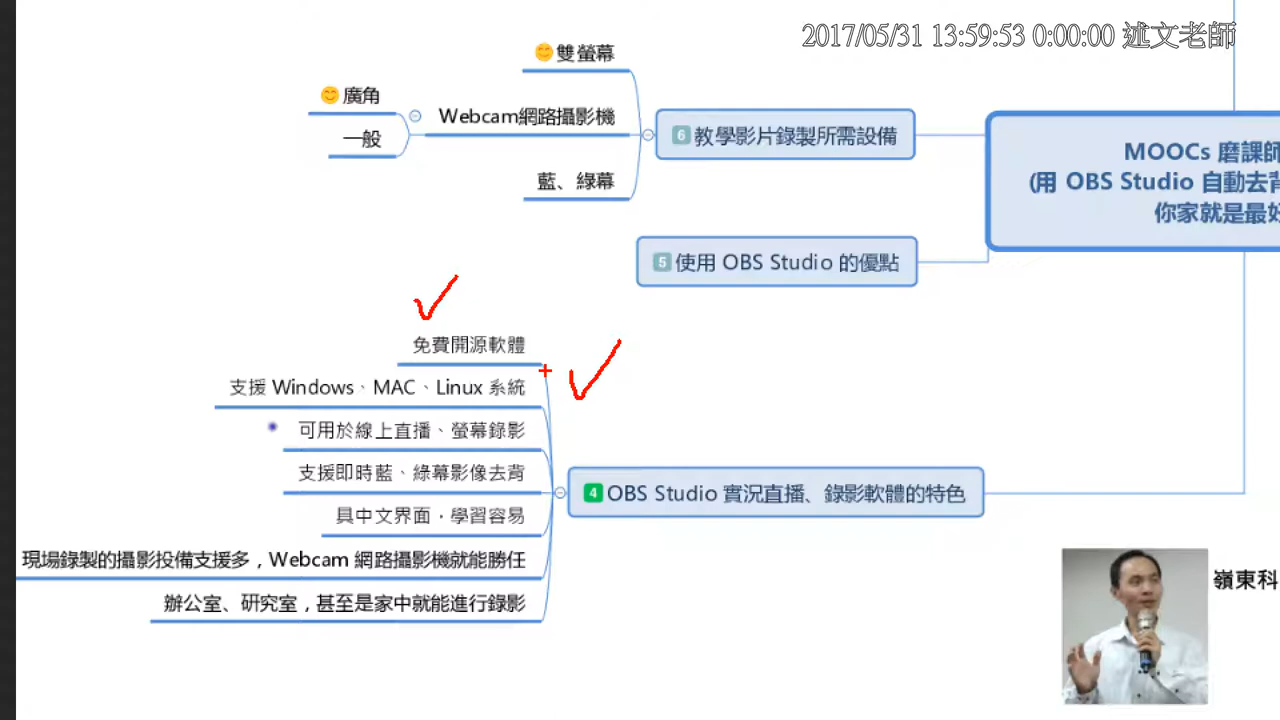 2017/05/31 13:59:53 0:00:00 述文老師
雙螢幕
廣角
Webcam網路攝影機
一般
藍、綠幕
6 教學影片錄製所需設備
MOOCs 磨課師
(用 OBS Studio 自動去背
你家就是最好
5 使用 OBS Studio 的優點
免費開源軟體
支援 Windows、MAC、Linux 系統
可用於線上直播、螢幕錄影
支援即時藍、綠幕影像去背
具中文界面，學習容易
現場錄製的攝影投備支援多，Webcam 網路攝影機就能勝任
辦公室、研究室，甚至是家中就能進行錄影
4 OBS Studio 實況直播、錄影軟體的特色
嶺東科